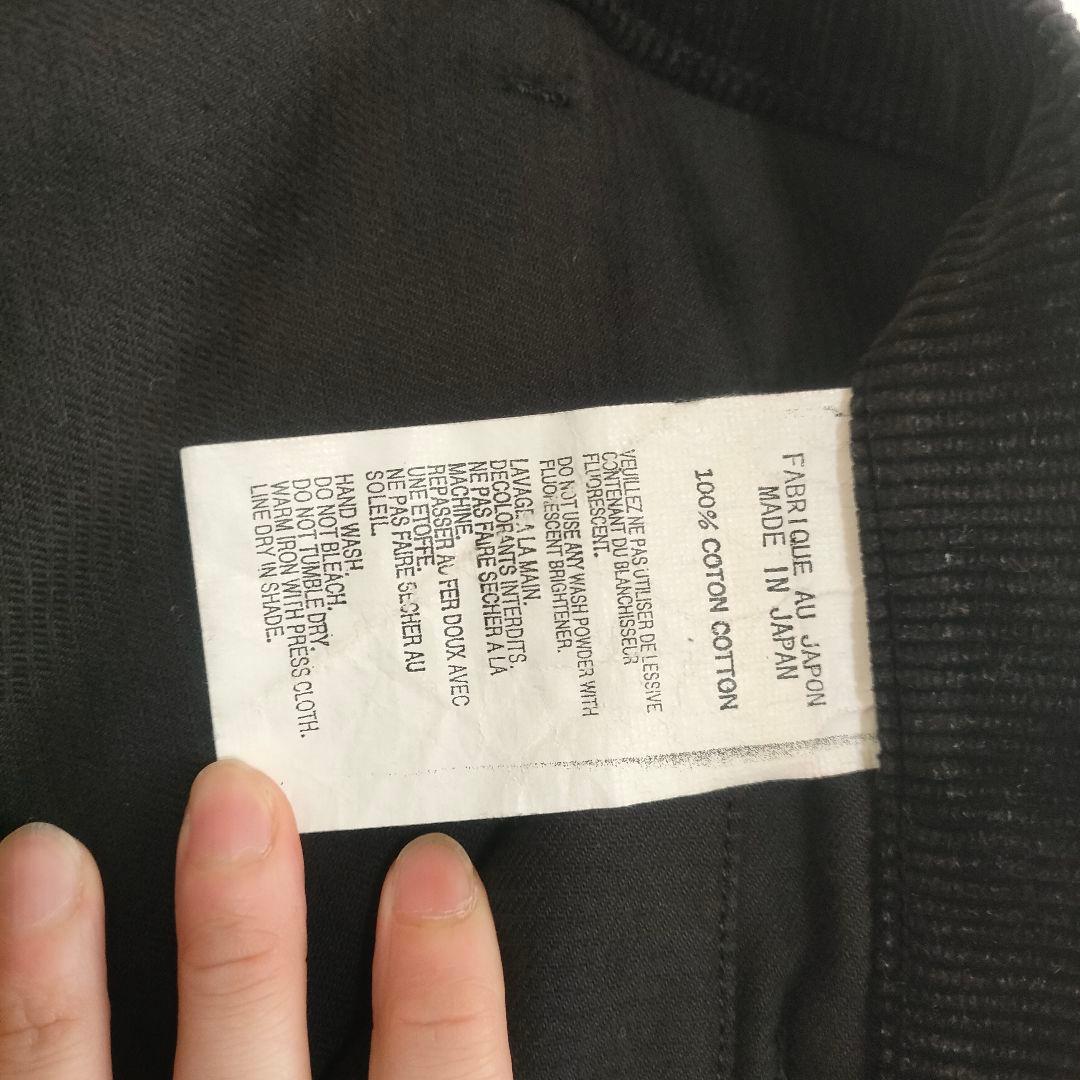 FABRIQUE AU JAPON
MADE IN JAPAN
100% COTON COTTON
VEUILLEZ NE PAS UTILISER DE LESSIVE
CONTENANT DU BLANCHISSEUR
FLUORESCENT.
DO NOT USE ANY WASH POWDER WITH
FLUORESCENT BRIGHTENER.
LAVAGE A LA MAIN.
DECOLORANTS INTERDITS.
NE PAS FAIRE SECHER A LA
MACHINE.
REPASSER AU FER DOUX AVEC
UNE ETOFFE.
NE PAS FAIRE SECHER AU
SOLEIL.
HAND WASH.
DO NOT BLEACH.
DO NOT TUMBLE DRY.
WARM IRON WITH PRESS CLOTH.
LINE DRY IN SHADE.